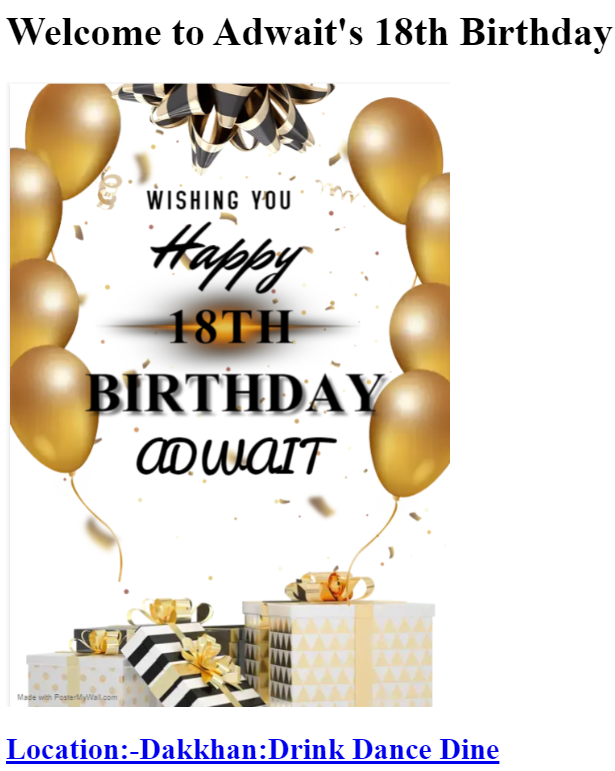 Welcome to Adwait's 18th Birthday
WISHING YOU
Happy
18TH
BIRTHDAY
ADWAIT
Made with PosterMyWall.com
Location:-Dakkhan:Drink Dance Dine